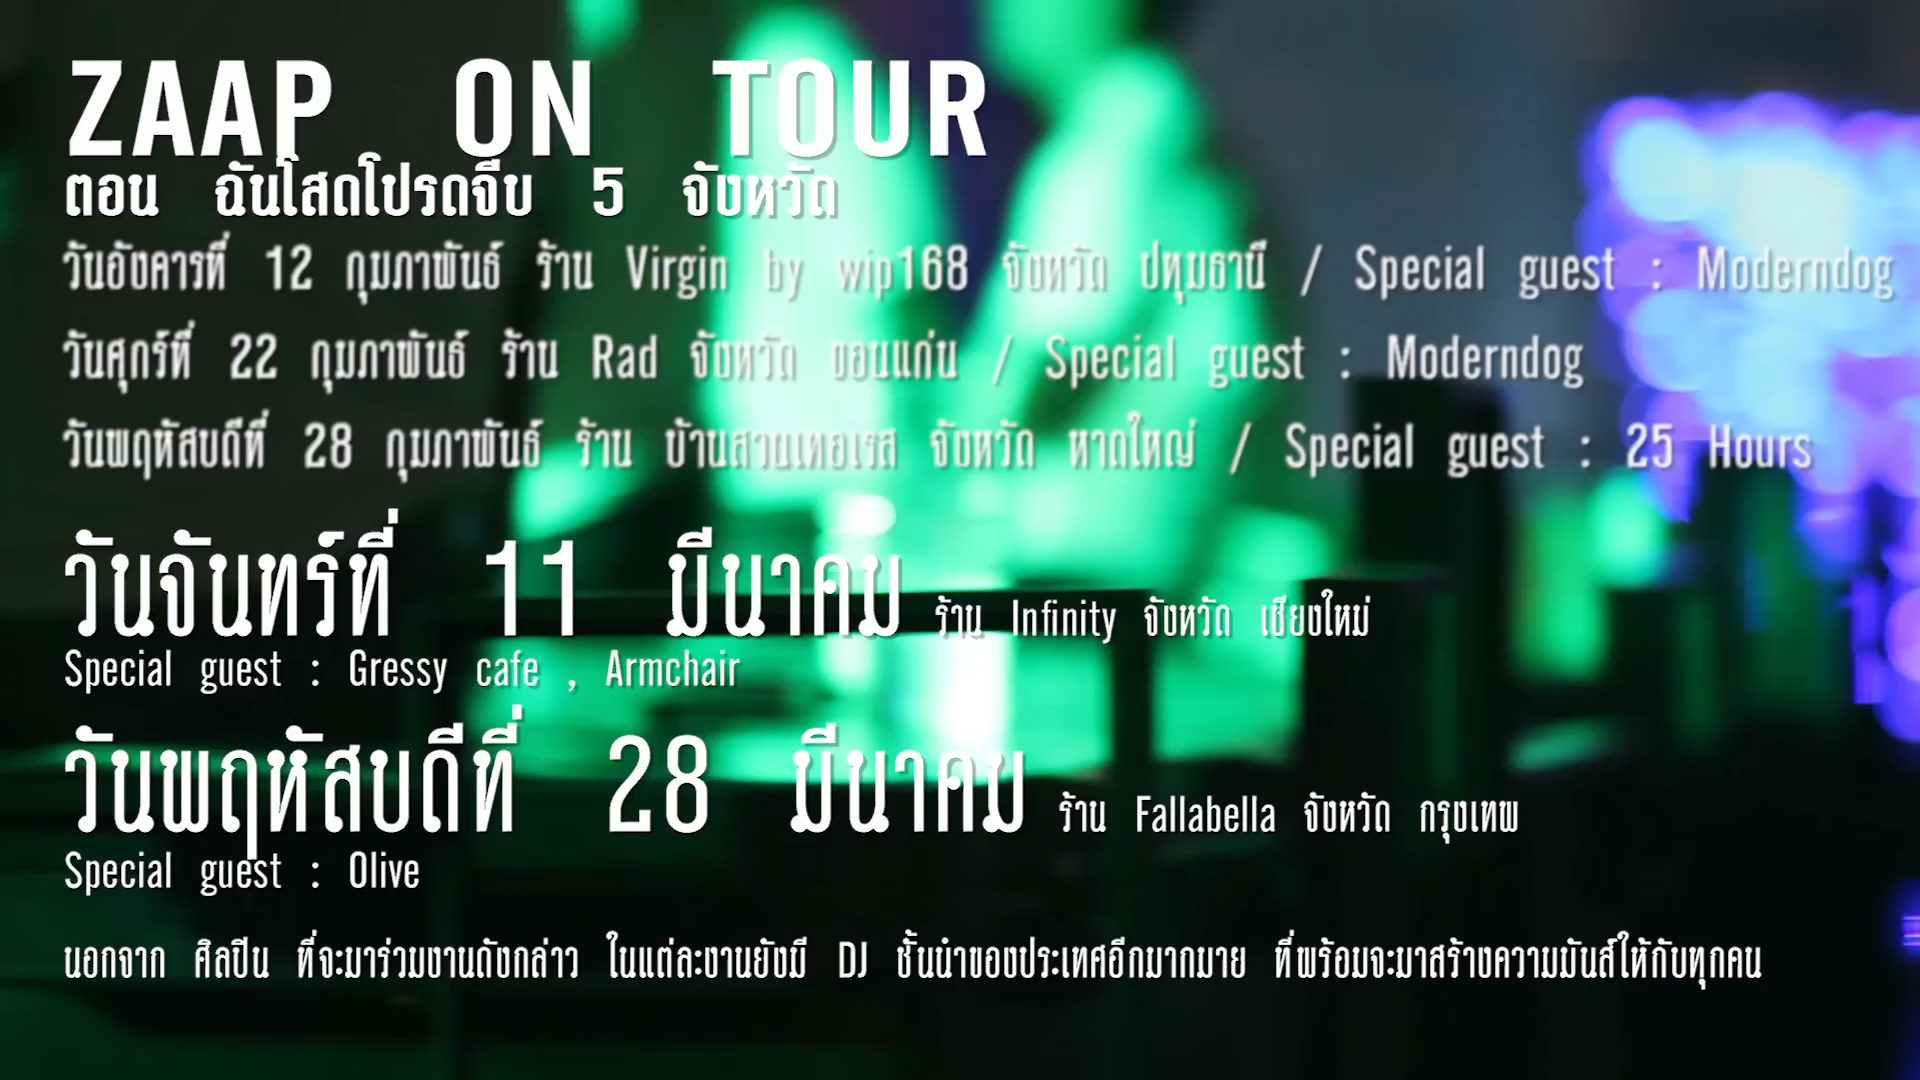 ZAAP ON TOUR
ตอน ฉันโสดโปรดจีบ 5 จังหวัด
วันอังคารที่ 12 กุมภาพันธ์ ร้าน Virgin by wip168 จังหวัด ปทุมธานี / Special guest : Moderndog
วันศุกร์ที่ 22 กุมภาพันธ์ ร้าน Rad จังหวัด ขอนแก่น / Special guest : Moderndog
วันพฤหัสบดีที่ 28 กุมภาพันธ์ ร้าน บ้านสวนเทอเรส จังหวัด หาดใหญ่ / Special guest : 25 Hours
วันจันทร์ที่ 11 มีนาคม ร้าน Infinity จังหวัด เชียงใหม่
Special guest : Gressy cafe , Armchair
วันพฤหัสบดีที่ 28 มีนาคม ร้าน Fallabella จังหวัด กรุงเทพ
Special guest : Olive
นอกจาก ศิลปิน ที่จะมาร่วมงานดังกล่าว ในแต่ละงานยังมี DJ ชั้นนำของประเทศอีกมากมาย ที่พร้อมจะมาสร้างความมันส์ให้กับทุกคน